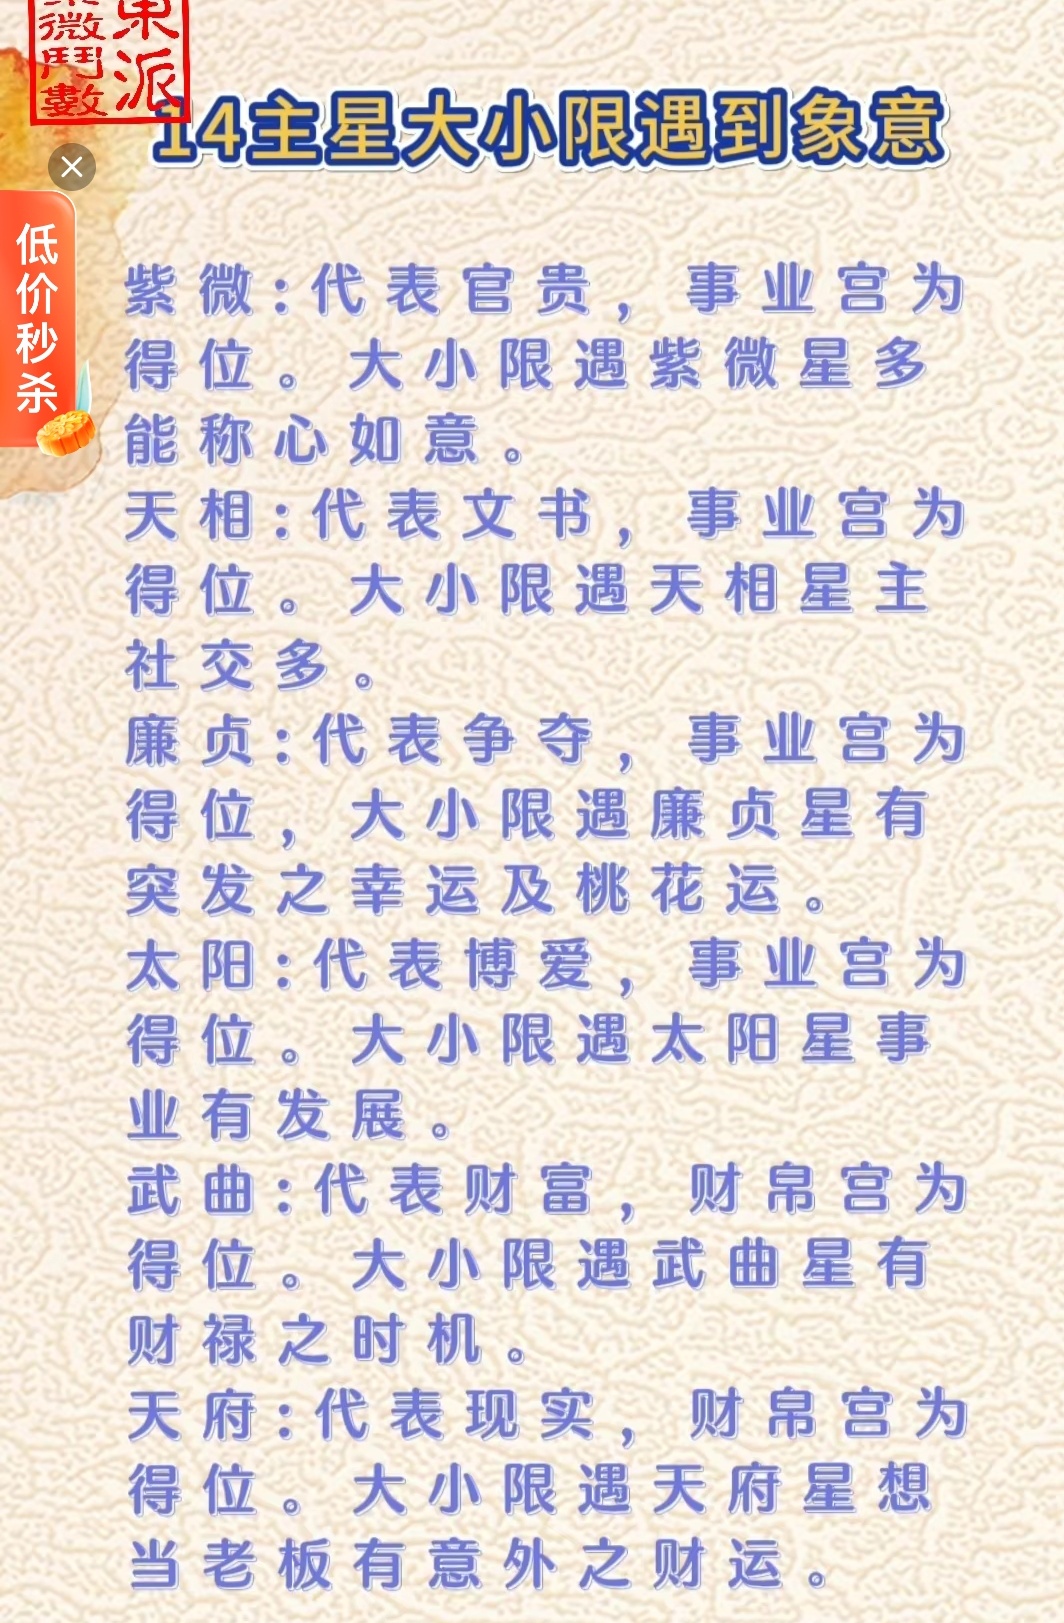 東派
微鬥數
14主星大小限遇到象意
低价秒杀
紫微:代表官贵，事业宫为
得位。大小限遇紫微星多
能称心如意。
天相:代表文书，事业宫为
得位。大小限遇天相星主
社交多。
廉贞:代表争夺，事业宫为
得位，大小限遇廉贞星有
突发之幸运及桃花运。
太阳:代表博爱，事业宫为
得位。大小限遇太阳星事
业有发展。
武曲:代表财富，财帛宫为
得位。大小限遇武曲星有
财禄之时机。
天府:代表现实，财帛宫为
得位。大小限遇天府星想
当老板有意外之财运。